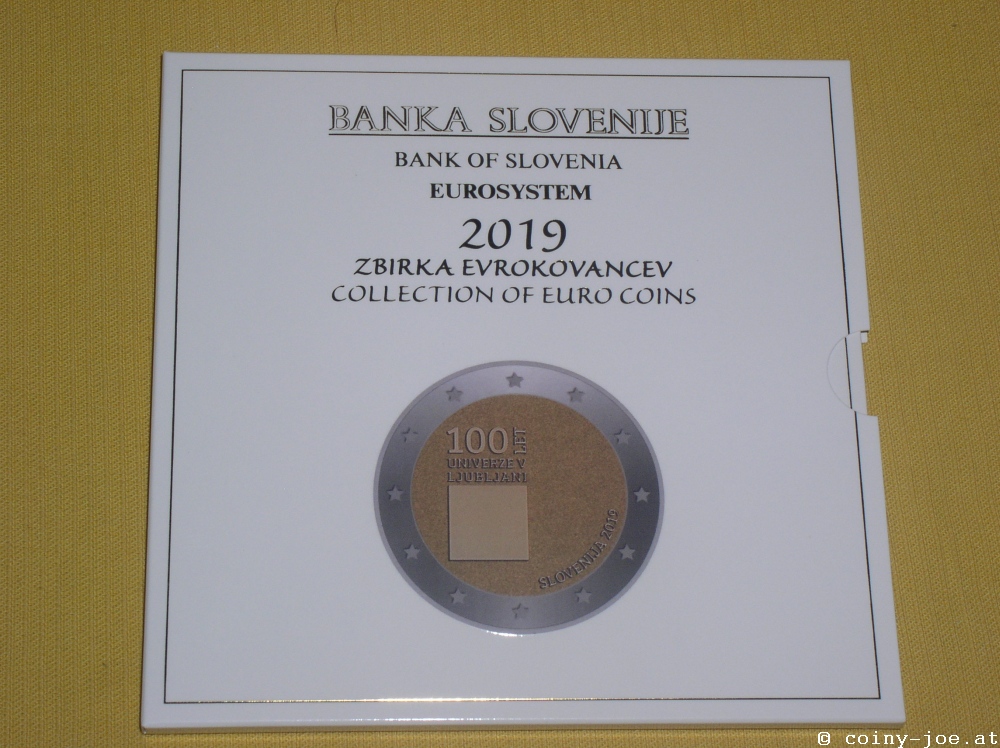 BANKA SLOVENIJE
BANK OF SLOVENIA
EUROSYSTEM
2019
ZBIRKA EVROKOVANCEV
COLLECTION OF EURO COINS
100 LET
UNIVERZE V
LJUBLJANI
SLOVENIJA 2019
© coiny-joe.at